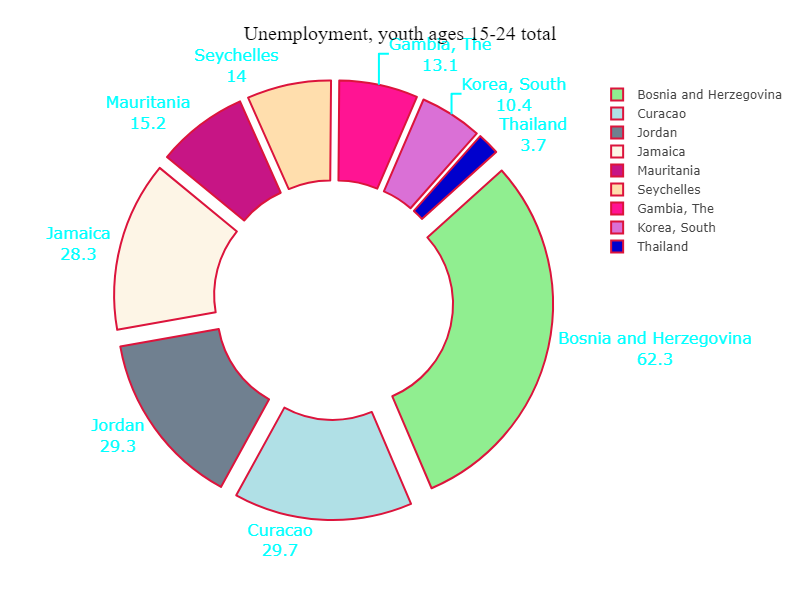 Unemployment, youth ages 15-24 total
Gambia, The
13.1
Seychelles
14
Korea, South
10.4
Mauritania
15.2
Thailand
3.7
Jamaica
28.3
Bosnia and Herzegovina
62.3
Jordan
29.3
Curacao
29.7
Bosnia and Herzegovina
Curacao
Jordan
Jamaica
Mauritania
Seychelles
Gambia, The
Korea, South
Thailand